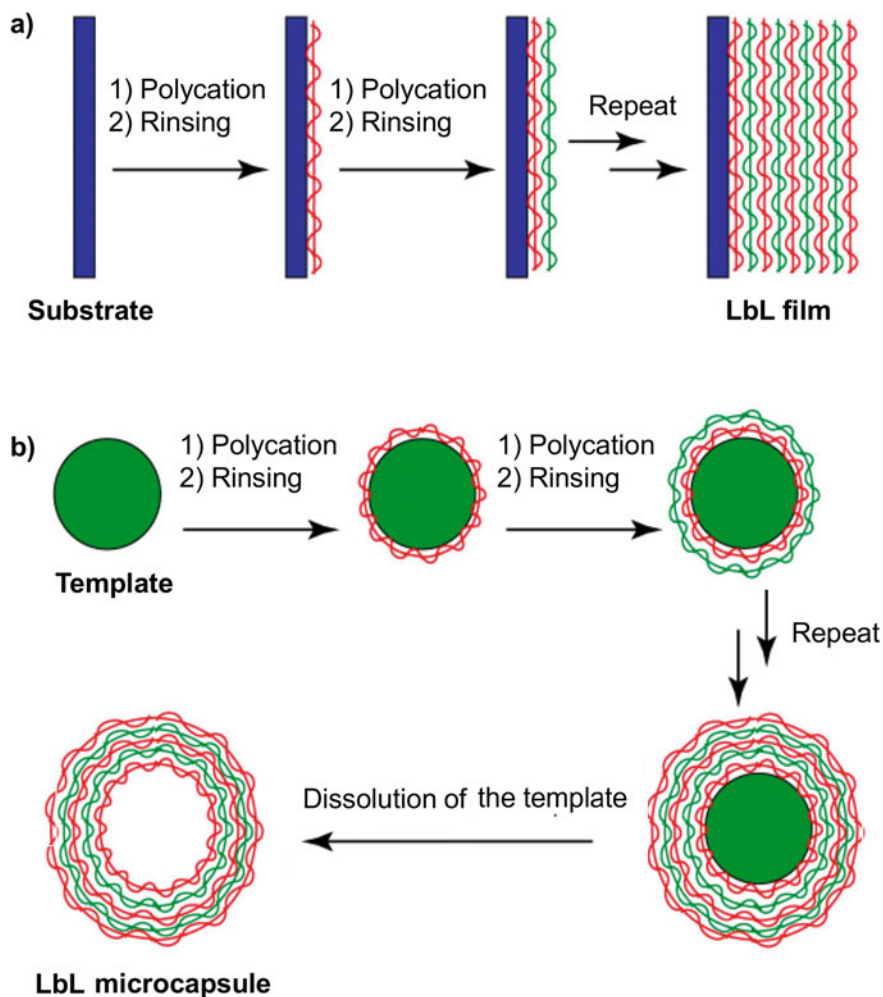 a)
1) Polycation
2) Rinsing
1) Polycation
2) Rinsing
Repeat
Substrate
LbL film
b)
1) Polycation
2) Rinsing
1) Polycation
2) Rinsing
Template
Repeat
Dissolution of the template
LbL microcapsule